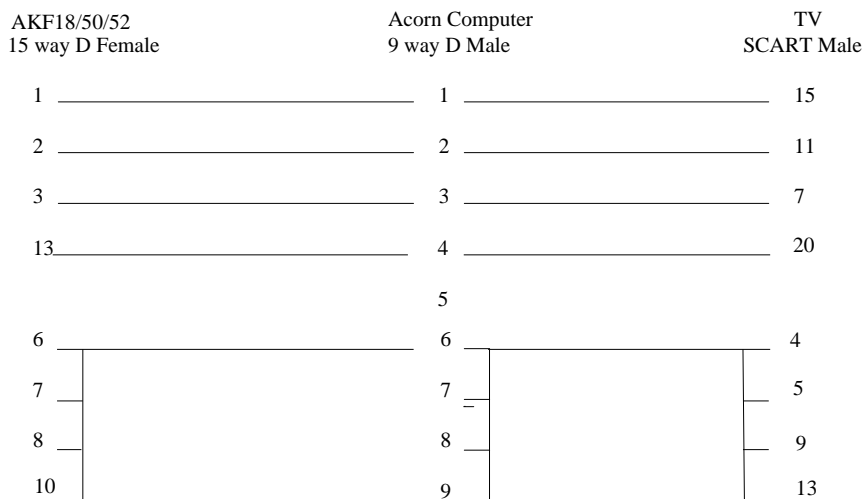 AKF18/50/52 Acorn Computer TV
15 way D Female 9 way D Male SCART Male
1 1 15
2 2 11
3 3 7
13 4 20
5
6 6 4
7 7 5
8 8 9
10 9 13